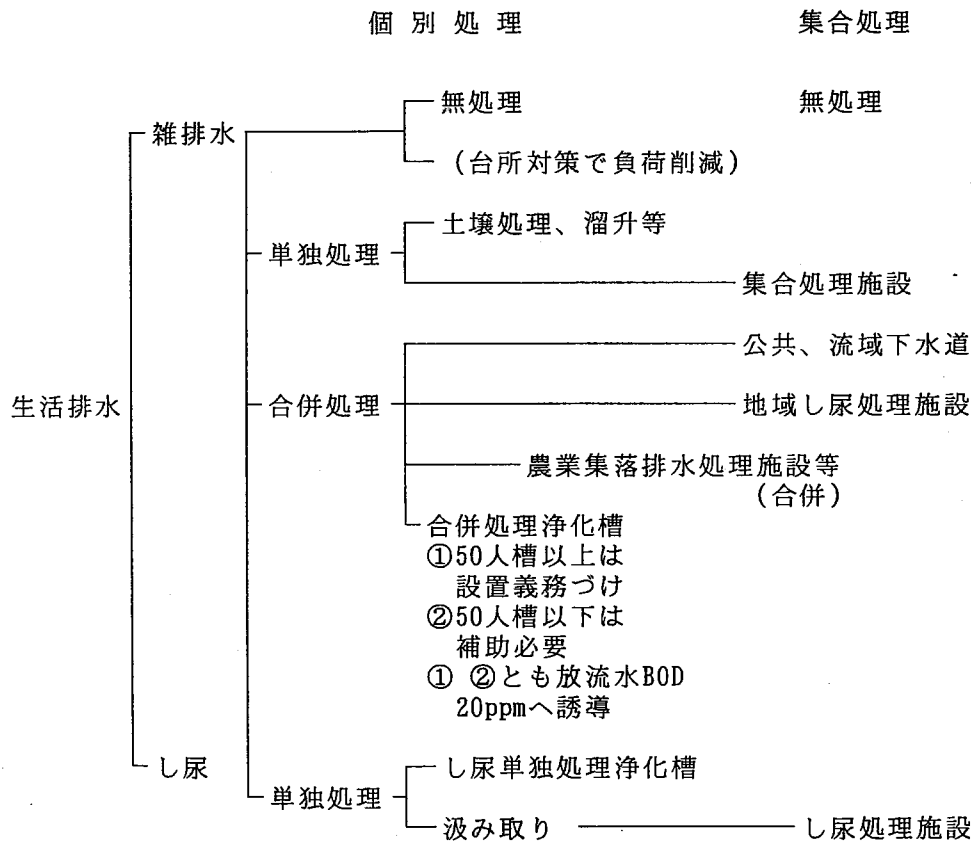 個別処理 集合処理
無処理 無処理
雑排水
(台所対策で負荷削減)
土壌処理、溜升等
単独処理
集合処理施設
公共、流域下水道
生活排水 合併処理 地域し尿処理施設
農業集落排水処理施設等
(合併)
合併処理浄化槽
①50人槽以上は
設置義務づけ
②50人槽以下は
補助必要
① ②とも放流水BOD
20ppmへ誘導
し尿 し尿単独処理浄化槽
単独処理
汲み取り し尿処理施設